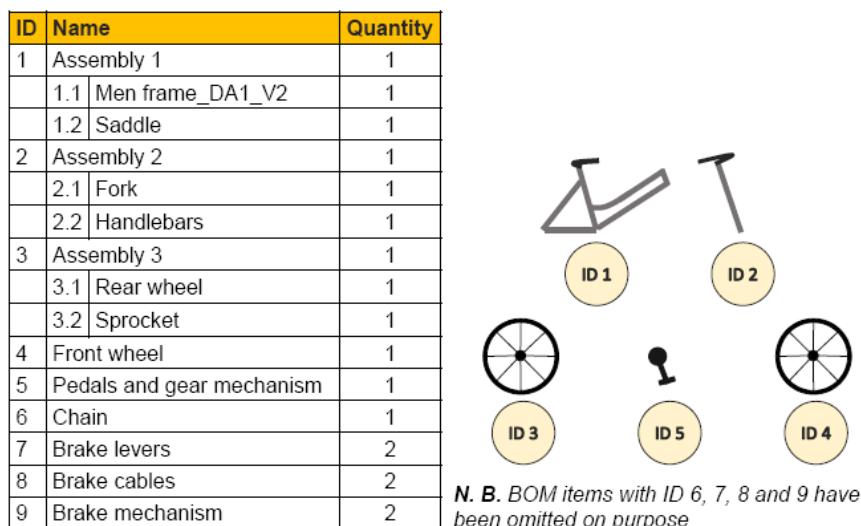 ID Name Quantity
1 Assembly 1 1
1.1 Men frame_DA1_V2 1
1.2 Saddle 1
2 Assembly 2 1
2.1 Fork 1
2.2 Handlebars 1
3 Assembly 3 1
3.1 Rear wheel 1
3.2 Sprocket 1
4 Front wheel 1
5 Pedals and gear mechanism 1
6 Chain 1
7 Brake levers 2
8 Brake cables 2
9 Brake mechanism 2
ID 1 ID 2
ID 3 ID 5 ID 4
N. B. BOM items with ID 6, 7, 8 and 9 have
been omitted on purpose